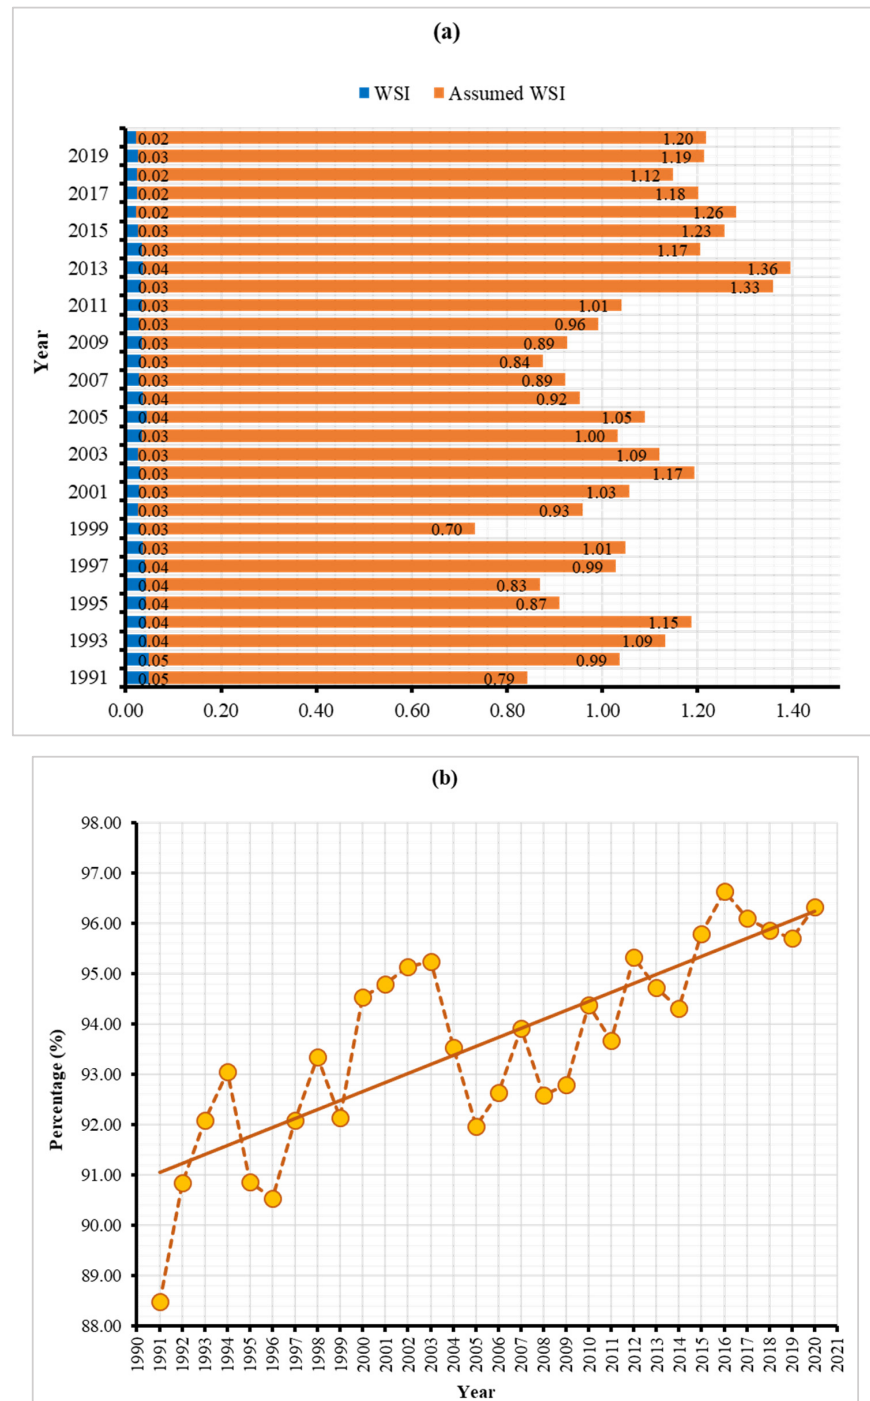 (a)
WSI Assumed WSI
0.02 1.20
2019 0.03 1.19
0.02 1.12
2017 0.02 1.18
0.02 1.26
2015 0.03 1.23
0.03 1.17
2013 0.04 1.36
0.03 1.33
2011 0.03 1.01
0.03 0.96
2009 0.03 0.89
0.03 0.84
2007 0.03 0.89
0.04 0.92
2005 0.04 1.05
0.03 1.00
2003 0.03 1.09
0.03 1.17
2001 0.03 1.03
0.03 0.93
1999 0.03 0.70
0.03 1.01
1997 0.04 0.99
0.04 0.83
1995 0.04 0.87
0.04 1.15
1993 0.04 1.09
0.05 0.99
1991 0.05 0.79
Year
0.00 0.20 0.40 0.60 0.80 1.00 1.20 1.40
(b)
98.00
97.00
96.00
95.00
94.00
93.00
92.00
91.00
90.00
89.00
88.00
Percentage (%)
1990 1991 1992 1993 1994 1995 1996 1997 1998 1999 2000 2001 2002 2003 2004 2005 2006 2007 2008 2009 2010 2011 2012 2013 2014 2015 2016 2017 2018 2019 2020 2021
Year